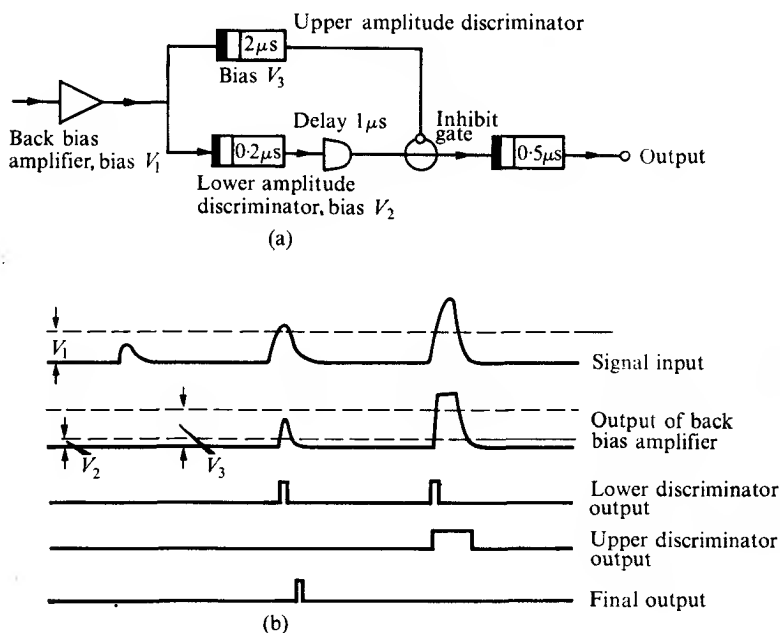 Upper amplitude discriminator
2μs
Bias V₃
Delay 1μs
Inhibit
gate
Back bias
amplifier, bias V₁
0·2μs
0·5μs
Output
Lower amplitude
discriminator, bias V₂
(a)
V₁
Signal input
V₂
V₃
Output of back
bias amplifier
Lower discriminator
output
Upper discriminator
output
Final output
(b)